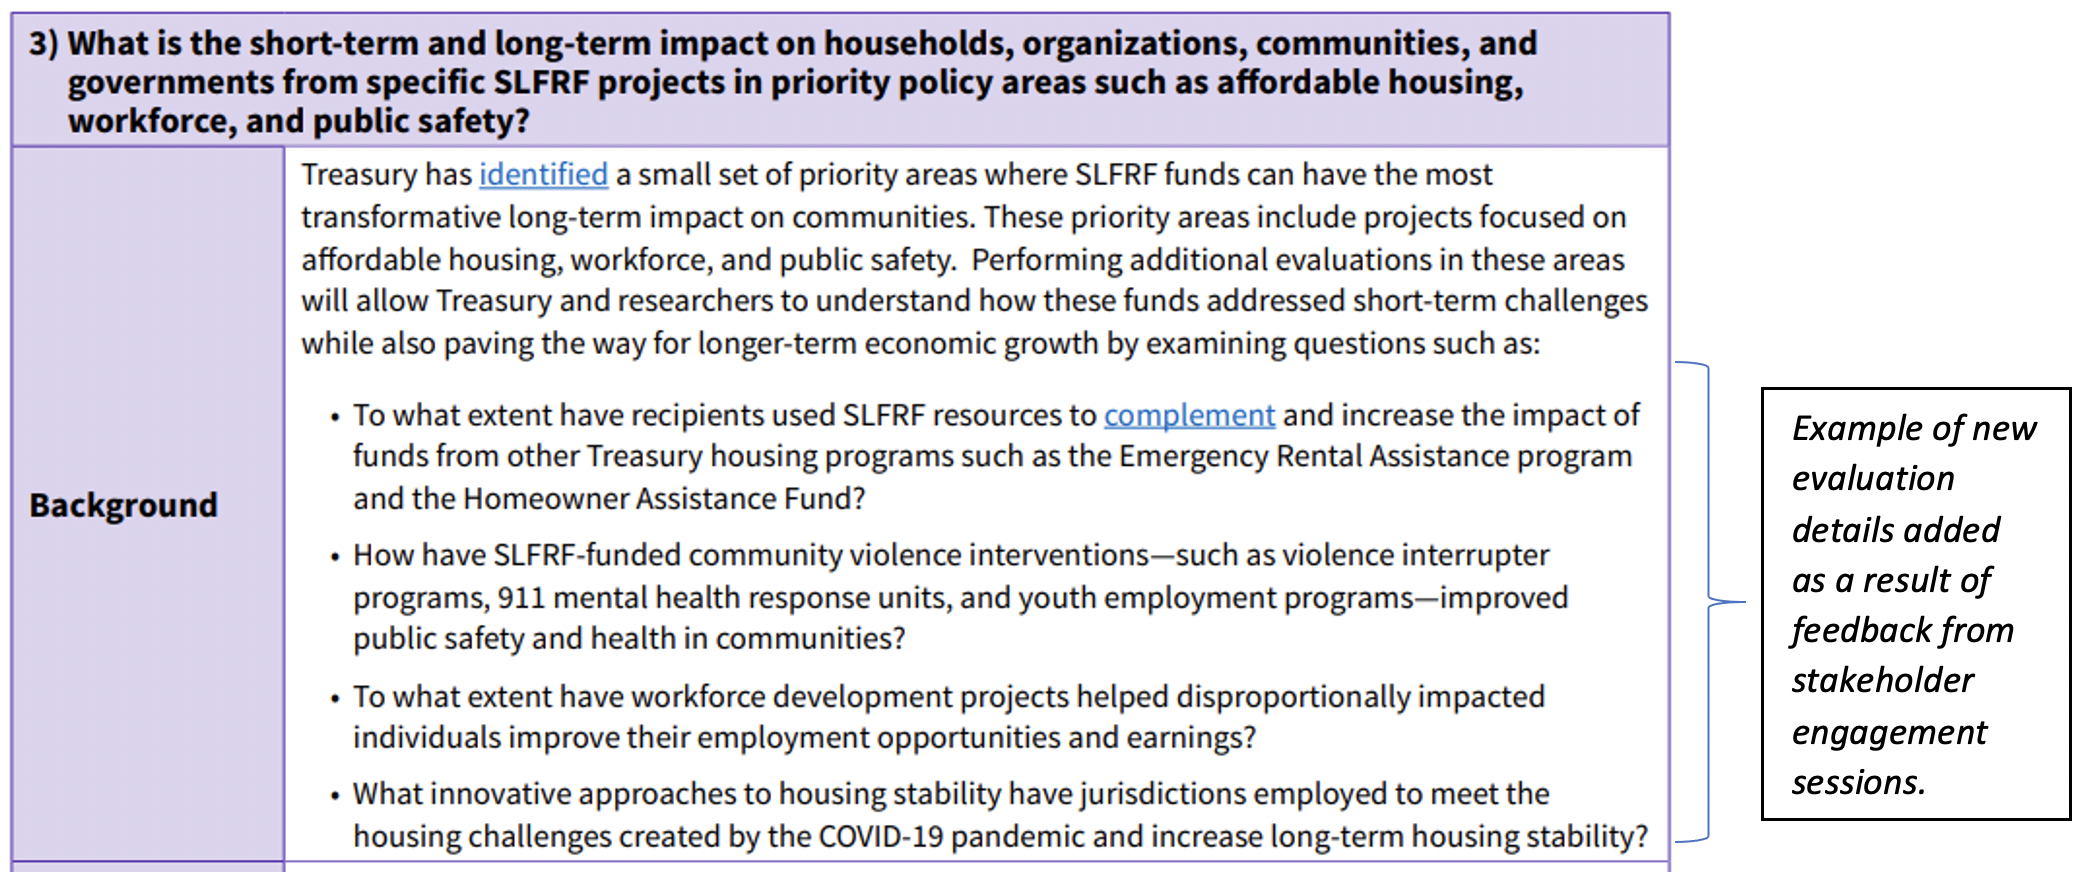 3) What is the short-term and long-term impact on households, organizations, communities, and
governments from specific SLFRF projects in priority policy areas such as affordable housing,
workforce, and public safety?
Background
Treasury has identified a small set of priority areas where SLFRF funds can have the most
transformative long-term impact on communities. These priority areas include projects focused on
affordable housing, workforce, and public safety.  Performing additional evaluations in these areas
will allow Treasury and researchers to understand how these funds addressed short-term challenges
while also paving the way for longer-term economic growth by examining questions such as:
• To what extent have recipients used SLFRF resources to complement and increase the impact of
funds from other Treasury housing programs such as the Emergency Rental Assistance program
and the Homeowner Assistance Fund?
• How have SLFRF-funded community violence interventions—such as violence interrupter
programs, 911 mental health response units, and youth employment programs—improved
public safety and health in communities?
• To what extent have workforce development projects helped disproportionally impacted
individuals improve their employment opportunities and earnings?
• What innovative approaches to housing stability have jurisdictions employed to meet the
housing challenges created by the COVID-19 pandemic and increase long-term housing stability?
Example of new
evaluation
details added
as a result of
feedback from
stakeholder
engagement
sessions.